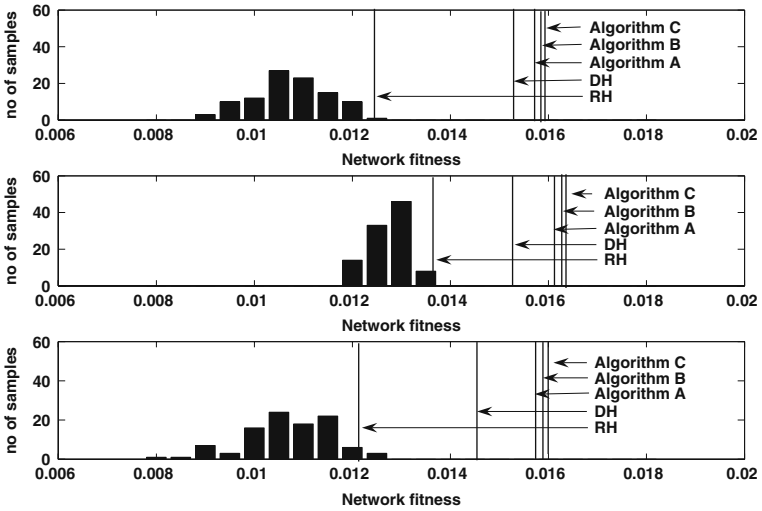 no of samples
60
40
20
0
Algorithm C
Algorithm B
Algorithm A
DH
RH
0.006 0.008 0.01 0.012 0.014 0.016 0.018 0.02
Network fitness
no of samples
60
40
20
0
Algorithm C
Algorithm B
Algorithm A
DH
RH
0.006 0.008 0.01 0.012 0.014 0.016 0.018 0.02
Network fitness
no of samples
60
40
20
0
Algorithm C
Algorithm B
Algorithm A
DH
RH
0.006 0.008 0.01 0.012 0.014 0.016 0.018 0.02
Network fitness